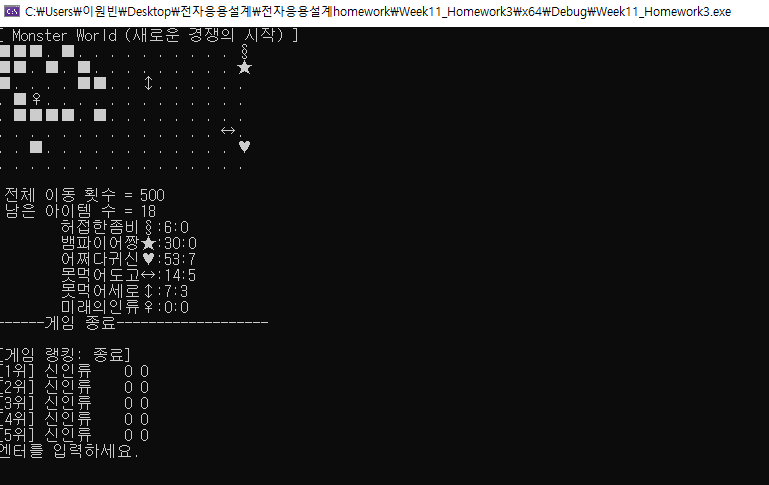 C:\Users\이원빈\Desktop\전자응용설계\전자응용설계homework\Week11_Homework3\x64\Debug\Week11_Homework3.exe
[ Monster World (새로운 경쟁의 시작) ]
■■■.■. . . . . . . . . . §
■■. ■. ■. . . . . . . . . ★
■. . . . ■■. . ↕. . . . . .
. ■♀. . . . . . . . . . . . .
. ■■■■. ■. . . . . . . . .
. . . . . . . . . . . . . . ↔.
. . ■. . . . . . . . . . . . ♥
. . . . . . . . . . . . . . . .
전체 이동 횟수 = 500
남은 아이템 수 = 18
허접한좀비§:6:0
뱀파이어짱★:30:0
어쩌다귀신♥:53:7
못먹어도고↔:14:5
못먹어세로↕:7:3
미래의인류♀:0:0
------게임 종료-------------------
[게임 랭킹: 종료]
[1위] 신인류 0 0
[2위] 신인류 0 0
[3위] 신인류 0 0
[4위] 신인류 0 0
[5위] 신인류 0 0
엔터를 입력하세요.